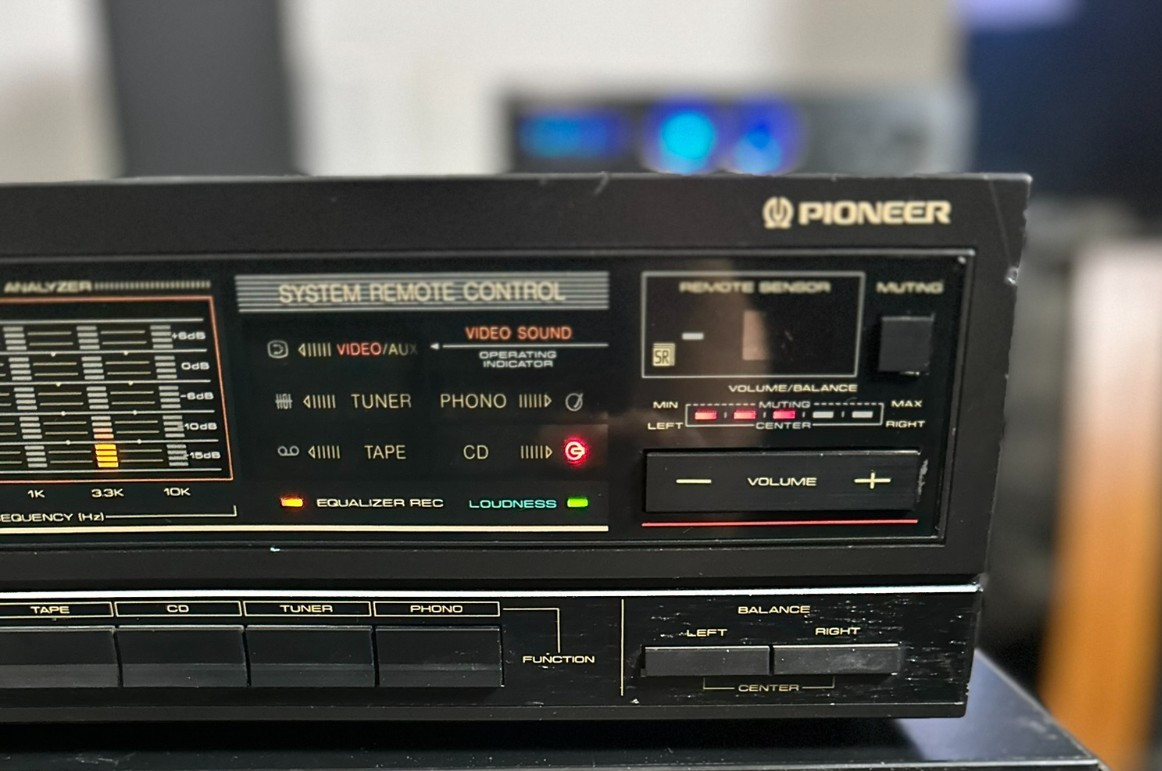 PIONEER
ANALYZER
+6dB
0dB
-6dB
-10dB
-15dB
1K 3.3K 10K
EQUENCY (Hz)
SYSTEM REMOTE CONTROL
VIDEO/AUX
VIDEO SOUND
OPERATING
INDICATOR
TUNER
PHONO
TAPE
CD
EQUALIZER REC
LOUDNESS
REMOTE SENSOR
SR
MUTING
VOLUME/BALANCE
MIN
MUTING
MAX
LEFT
CENTER
RIGHT
— VOLUME +
TAPE
CD
TUNER
PHONO
FUNCTION
BALANCE
LEFT
RIGHT
CENTER